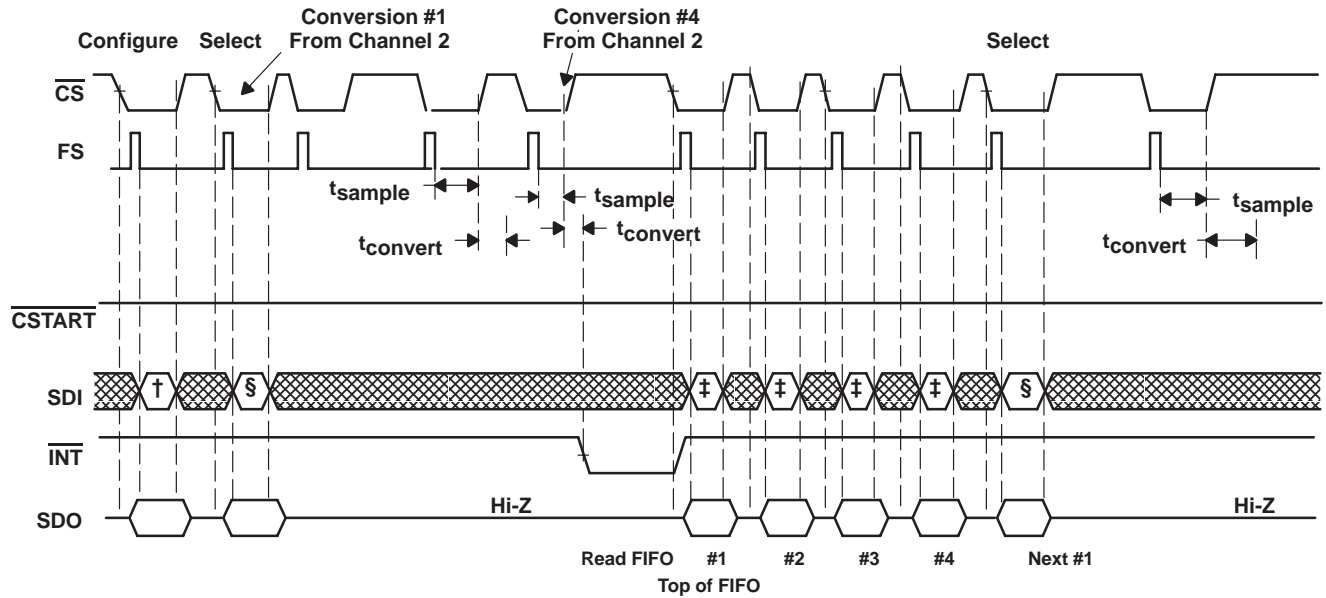 Configure
Select
Conversion #1
From Channel 2
Conversion #4
From Channel 2
Select
CS
FS
tsample
tsample
tconvert
tconvert
tsample
tconvert
CSTART
SDI
†
§
‡
‡
‡
‡
§
INT
SDO
Hi-Z
Hi-Z
Read FIFO
#1
#2
#3
#4
Next #1
Top of FIFO